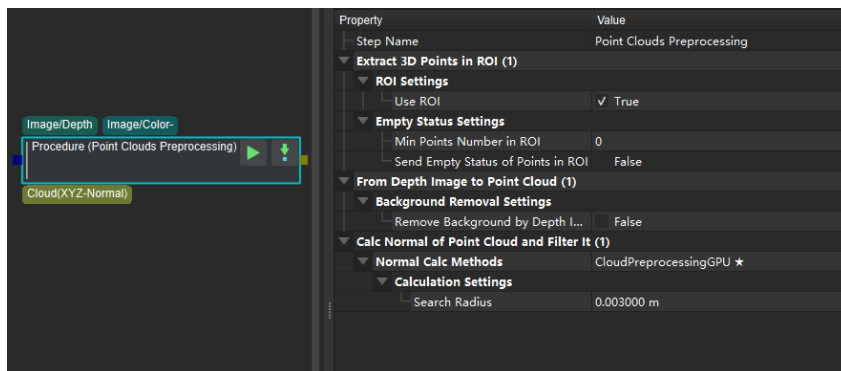 Image/Depth Image/Color-
Procedure (Point Clouds Preprocessing)
Cloud(XYZ-Normal)
Property Value
Step Name Point Clouds Preprocessing
Extract 3D Points in ROI (1)
ROI Settings
Use ROI ✓ True
Empty Status Settings
Min Points Number in ROI 0
Send Empty Status of Points in ROI False
From Depth Image to Point Cloud (1)
Background Removal Settings
Remove Background by Depth I... False
Calc Normal of Point Cloud and Filter It (1)
Normal Calc Methods CloudPreprocessingGPU ★
Calculation Settings
Search Radius 0.003000 m